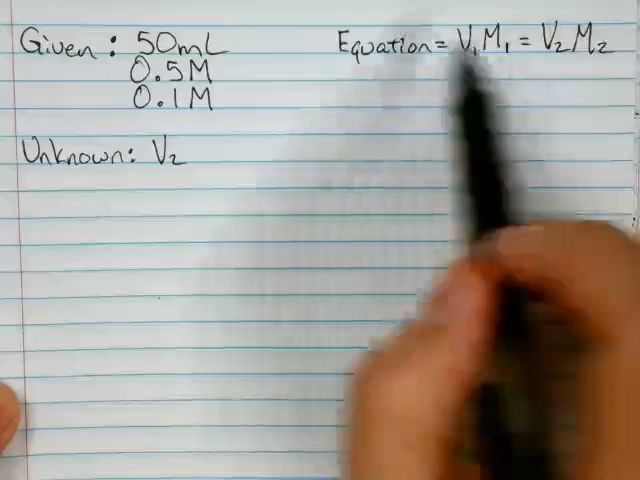 Given: 50mL
0.5M
0.1M
Equation= V₁M₁ = V₂M₂
Unknown: V₂